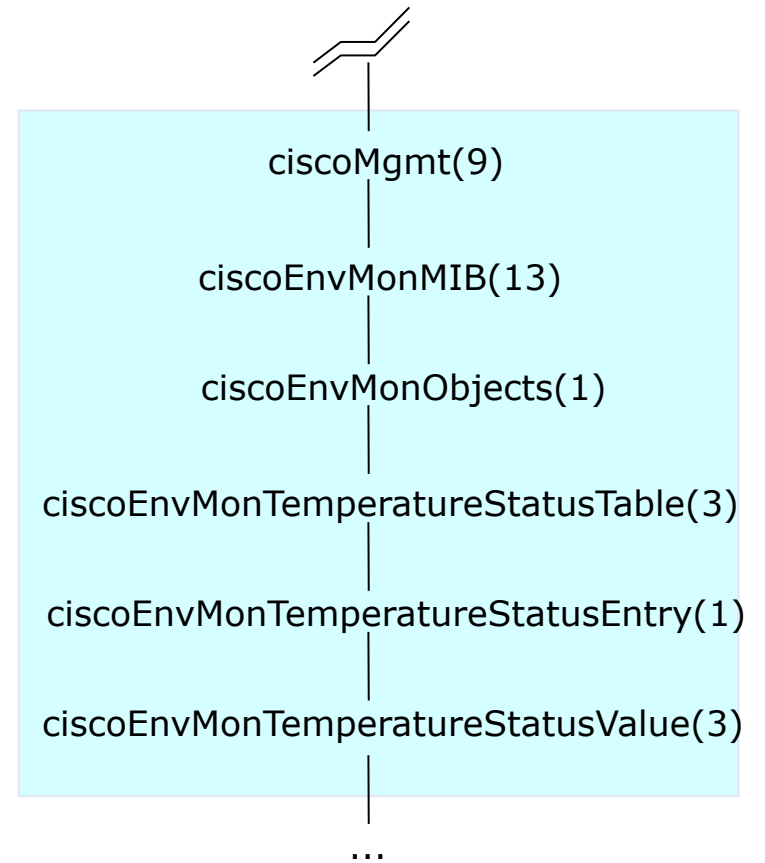 ciscoMgmt(9)
ciscoEnvMonMIB(13)
ciscoEnvMonObjects(1)
ciscoEnvMonTemperatureStatusTable(3)
ciscoEnvMonTemperatureStatusEntry(1)
ciscoEnvMonTemperatureStatusValue(3)
...